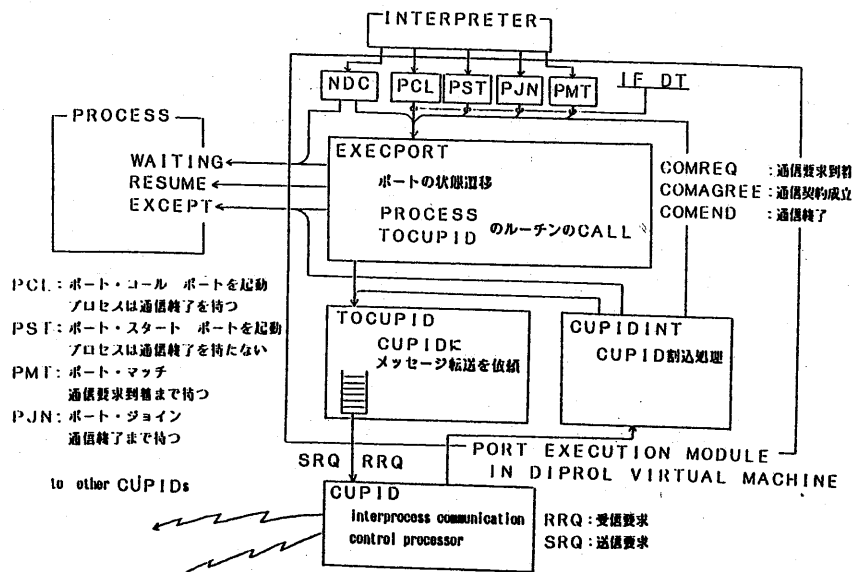 INTERPRETER
NDC PCL PST PJN PMT IF DT
PROCESS
WAITING
RESUME
EXCEPT
EXECPORT
ポートの状態遷移
PROCESS
TOCUPID のルーチンのCALL
COMREQ :通信要求到着
COMAGREE :通信契約成立
COMEND :通信終了
PCL:ポート・コール ポートを起動
プロセスは通信終了を待つ
PST:ポート・スタート ポートを起動
プロセスは通信終了を待たない
PMT:ポート・マッチ
通信要求到着まで待つ
PJN:ポート・ジョイン
通信終了まで待つ
TOCUPID
CUPIDに
メッセージ転送を依頼
CUPIDINT
CUPID割込処理
PORT EXECUTION MODULE
IN DIPROL VIRTUAL MACHINE
SRQ RRQ
to other CUPIDs
CUPID
interprocess communication
control processor
RRQ:受信要求
SRQ:送信要求